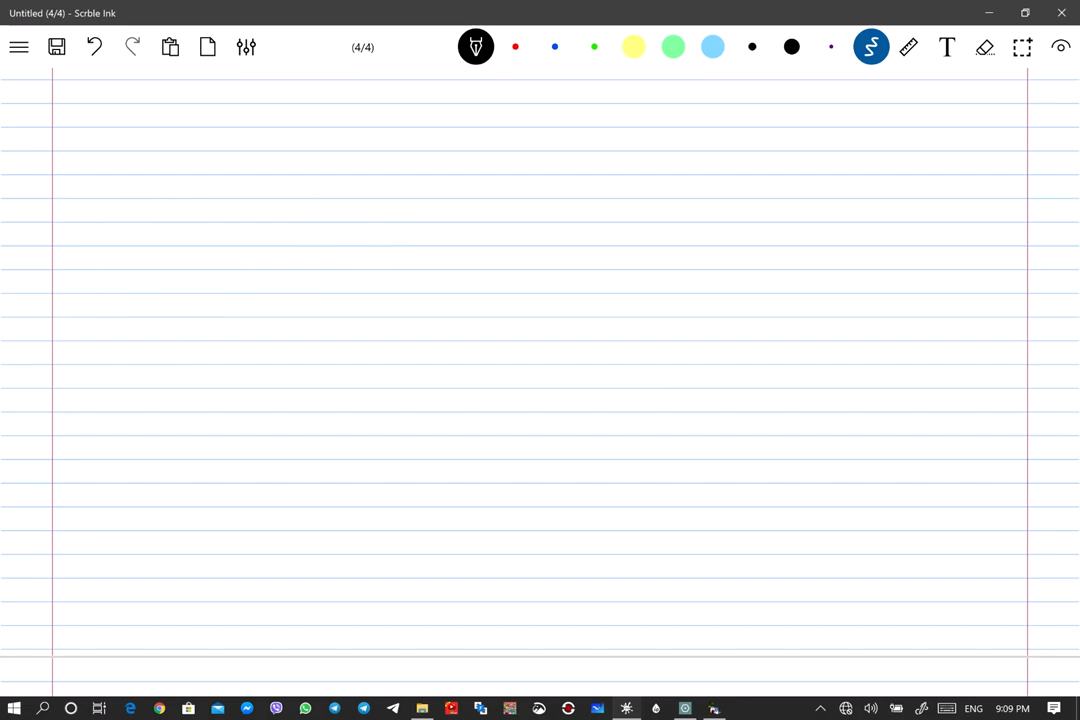 Untitled (4/4) - Scrble Ink
(4/4)
T
ENG
9:09 PM